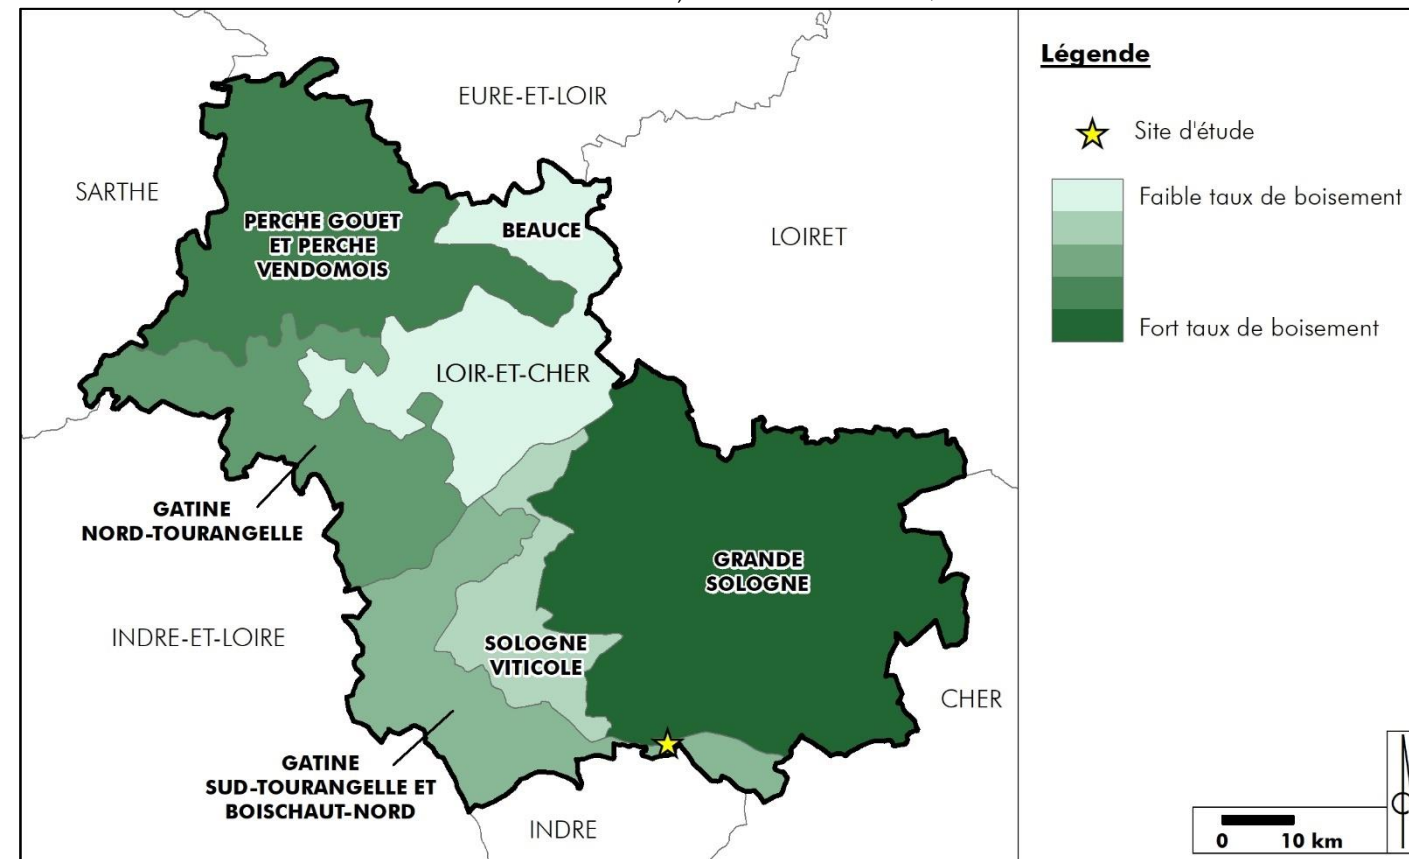 EURE-ET-LOIR
SARTHE
PERCHE GOUET
ET PERCHE
VENDOMOIS
BEAUCE
LOIRET
LOIR-ET-CHER
GATINE
NORD-TOURANGELLE
GRANDE
SOLOGNE
INDRE-ET-LOIRE
SOLOGNE
VITICOLE
CHER
GATINE
SUD-TOURANGELLE ET
BOISCHAUT-NORD
INDRE
Légende
Site d'étude
Faible taux de boisement
Fort taux de boisement
0 10 km